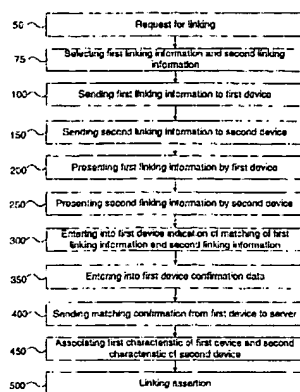 50
Request for linking
75
Selecting first linking information and second linking
information
100
Sending first linking information to first device
150
Sending second linking information to second device
200
Presenting first linking information by first device
250
Presenting second linking information by second device
300
Entering into first device indication of matching of first
linking information and second linking information
350
Entering into first device confirmation data
400
Sending matching confirmation from first device to server
450
Associating first characteristic of first device and second
characteristic of second device
500
Linking assertion